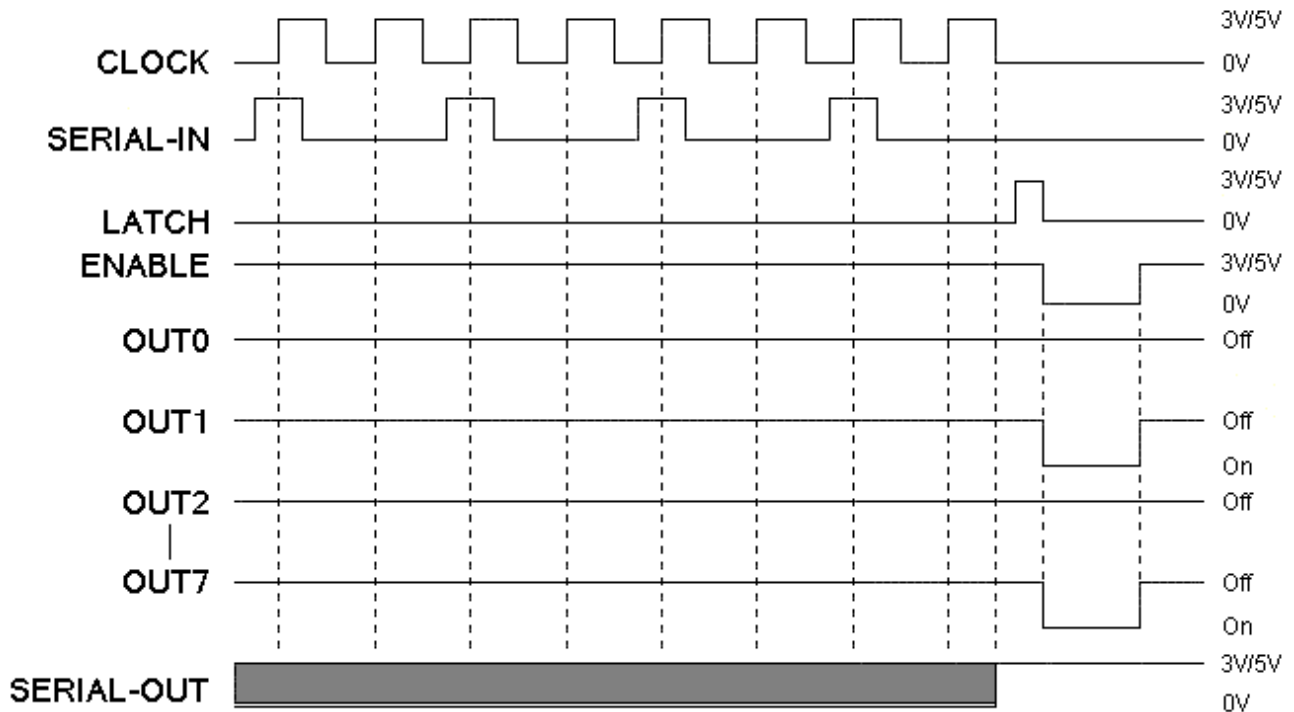 3V/5V
CLOCK 0V
3V/5V
SERIAL-IN 0V
3V/5V
LATCH 0V
ENABLE 3V/5V
0V
OUT0 Off
OUT1 Off
On
OUT2 Off
OUT7 Off
On
3V/5V
SERIAL-OUT 0V